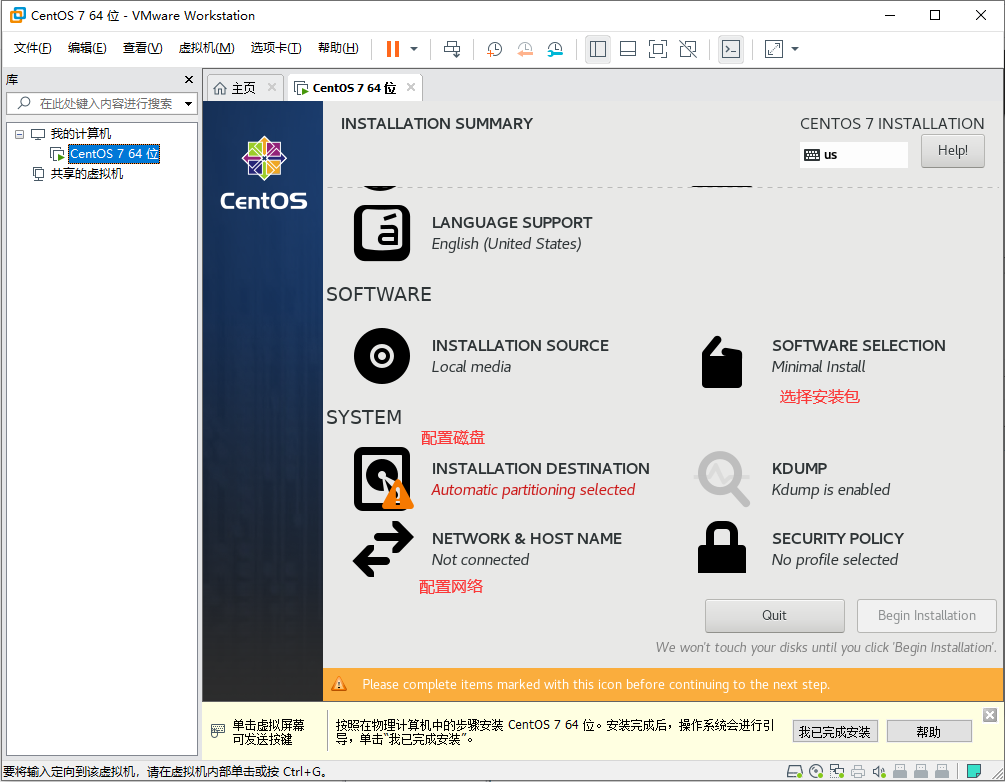 CentOS 7 64 位 - VMware Workstation
文件(F) 编辑(E) 查看(V) 虚拟机(M) 选项卡(T) 帮助(H)
库
在此处键入内容进行搜索
我的计算机
CentOS 7 64 位
共享的虚拟机
主页
CentOS 7 64 位
CentOS
INSTALLATION SUMMARY
CENTOS 7 INSTALLATION
us
Help!
LANGUAGE SUPPORT
English (United States)
SOFTWARE
INSTALLATION SOURCE
Local media
SOFTWARE SELECTION
Minimal Install
选择安装包
SYSTEM
配置磁盘
INSTALLATION DESTINATION
Automatic partitioning selected
KDUMP
Kdump is enabled
NETWORK & HOST NAME
Not connected
配置网络
SECURITY POLICY
No profile selected
Quit
Begin Installation
We won't touch your disks until you click 'Begin Installation'.
Please complete items marked with this icon before continuing to the next step.
单击虚拟屏幕
可发送按键
按照在物理计算机中的步骤安装 CentOS 7 64 位。安装完成后，操作系统会进行引
导，单击“我已完成安装”。
我已完成安装
帮助
要将输入定向到该虚拟机，请在虚拟机内部单击或按 Ctrl+G。